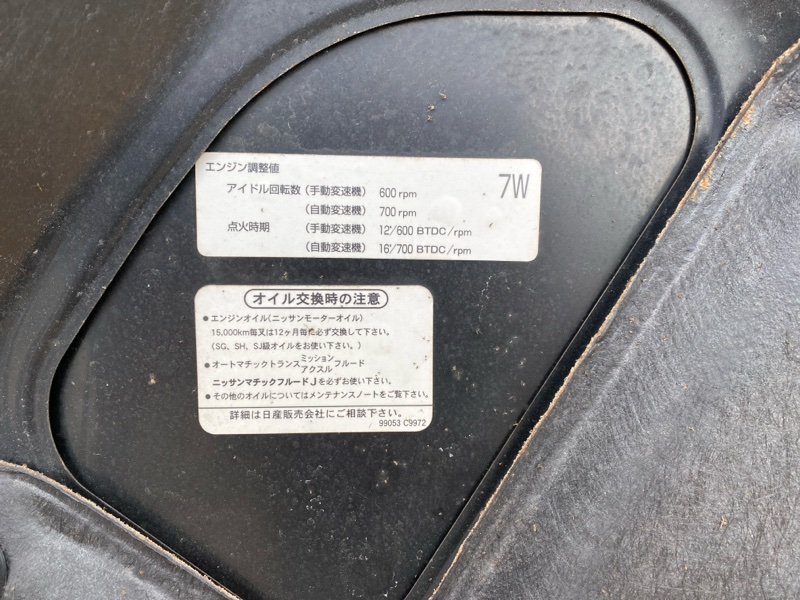 エンジン調整値
7W
アイドル回転数 (手動変速機) 600 rpm
(自動変速機) 700 rpm
点火時期 (手動変速機) 12°/600 BTDC/rpm
(自動変速機) 16°/700 BTDC/rpm
オイル交換時の注意
●エンジンオイル(ニッサンモーターオイル)
15,000km毎又は12ヶ月毎に必ず交換して下さい。
(SG、SH、SJ級オイルをお使い下さい。)
●オートマチックトランスミッション/アクスルフルード
ニッサンマチックフルードJを必ずお使い下さい。
●その他のオイルについてはメンテナンスノートをご覧下さい。
詳細は日産販売会社にご相談下さい。
99053 C9972